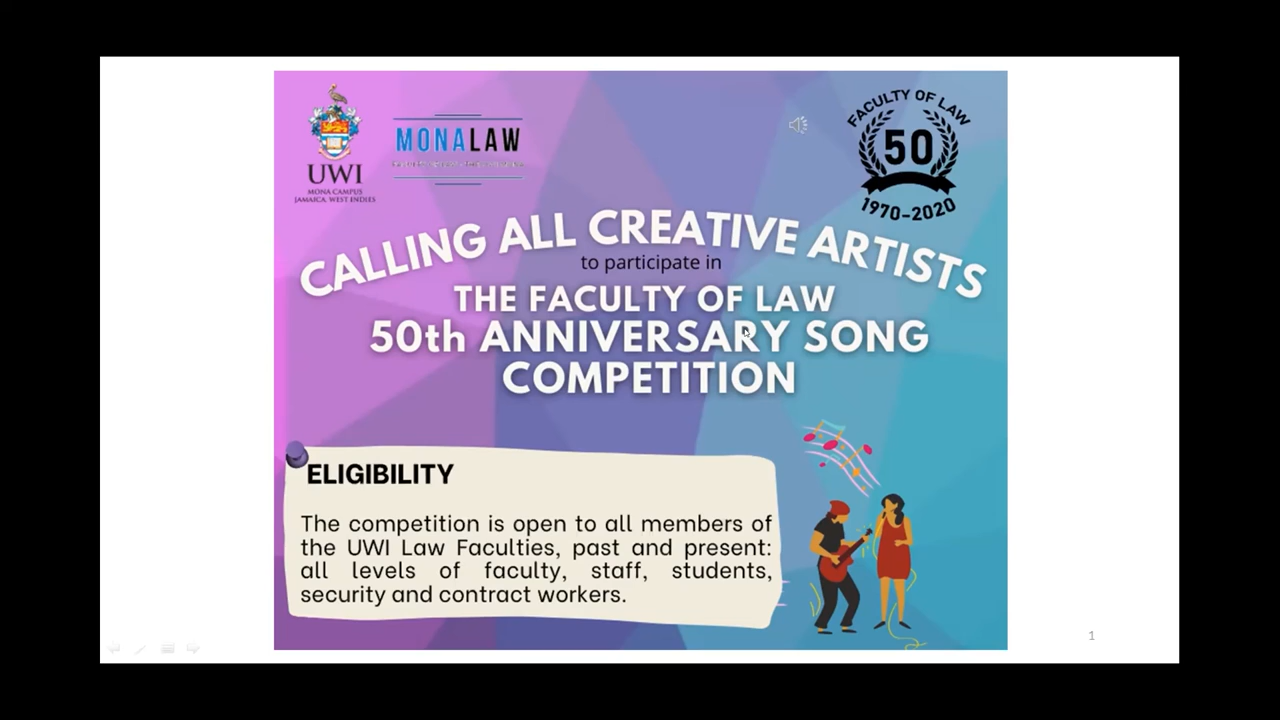 UWI
MONA CAMPUS
JAMAICA, WEST INDIES
MONALAW
FACULTY OF LAW
50
1970-2020
CALLING ALL CREATIVE ARTISTS
to participate in
THE FACULTY OF LAW
50th ANNIVERSARY SONG
COMPETITION
ELIGIBILITY
The competition is open to all members of
the UWI Law Faculties, past and present:
all levels of faculty, staff, students,
security and contract workers.
1